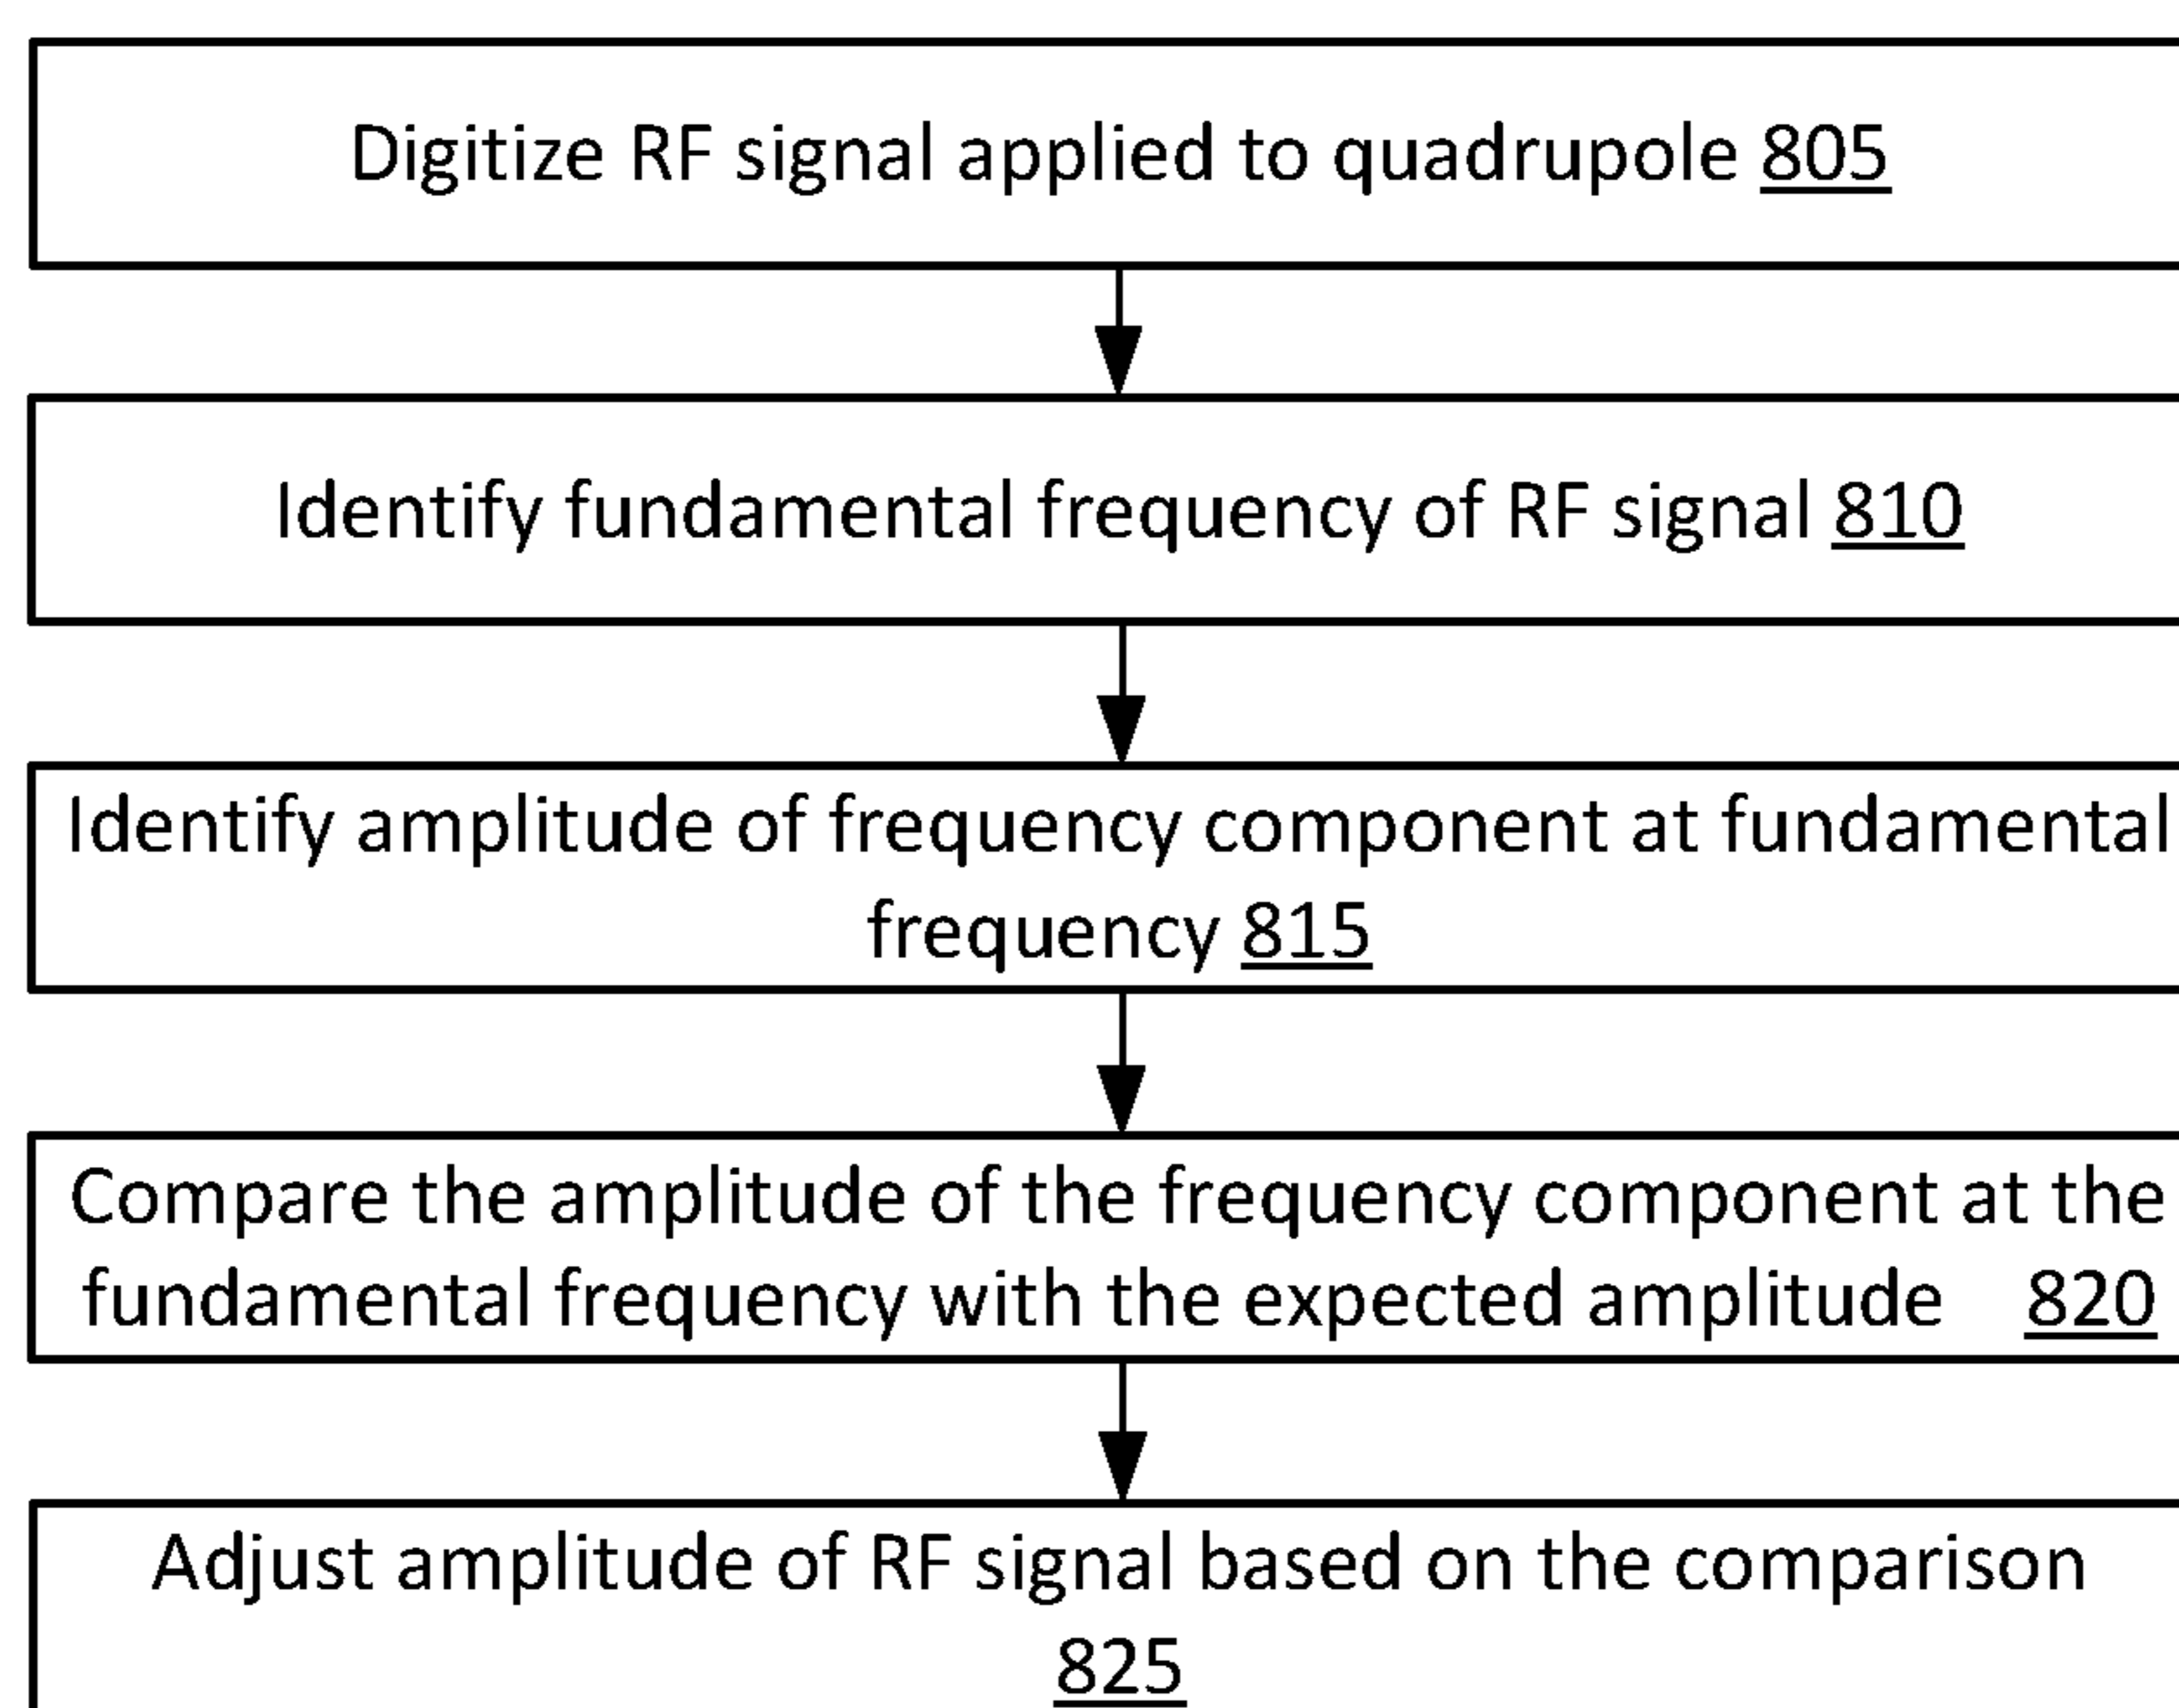 Digitize RF signal applied to quadrupole 805
Identify fundamental frequency of RF signal 810
Identify amplitude of frequency component at fundamental
frequency 815
Compare the amplitude of the frequency component at the
fundamental frequency with the expected amplitude 820
Adjust amplitude of RF signal based on the comparison
825